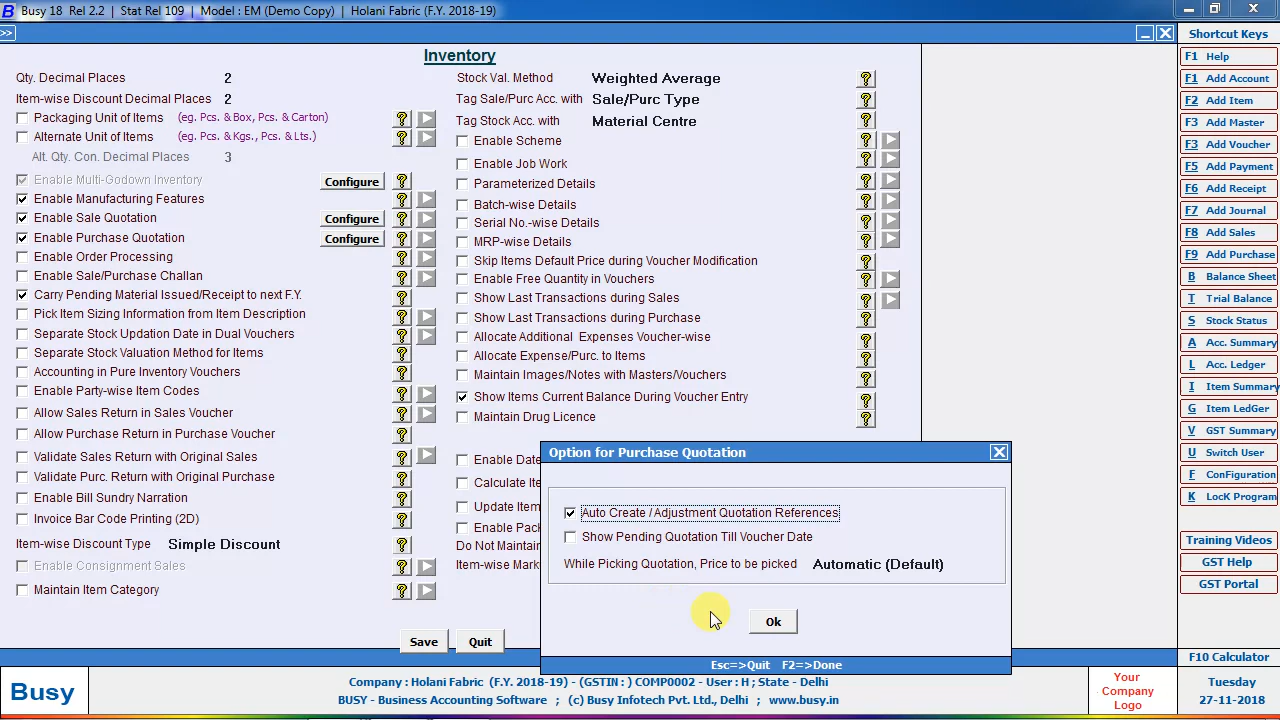 Busy 18 Rel 2.2 | Stat Rel 109 | Model : EM (Demo Copy) | Holani Fabric (F.Y. 2018-19)
>>
Inventory
Qty. Decimal Places 2
Item-wise Discount Decimal Places 2
Packaging Unit of Items (eg. Pcs. & Box, Pcs. & Carton) ?
Alternate Unit of Items (eg. Pcs. & Kgs., Pcs. & Lts.) ?
Alt. Qty. Con. Decimal Places 3
Enable Multi-Godown Inventory Configure ?
Enable Manufacturing Features ?
Enable Sale Quotation Configure ?
Enable Purchase Quotation Configure ?
Enable Order Processing ?
Enable Sale/Purchase Challan ?
Carry Pending Material Issued/Receipt to next F.Y. ?
Pick Item Sizing Information from Item Description ?
Separate Stock Updation Date in Dual Vouchers ?
Separate Stock Valuation Method for Items ?
Accounting in Pure Inventory Vouchers ?
Enable Party-wise Item Codes ?
Allow Sales Return in Sales Voucher ?
Allow Purchase Return in Purchase Voucher ?
Validate Sales Return with Original Sales ?
Validate Purc. Return with Original Purchase ?
Enable Bill Sundry Narration ?
Invoice Bar Code Printing (2D) ?
Item-wise Discount Type Simple Discount
Enable Consignment Sales ?
Maintain Item Category ?
Stock Val. Method Weighted Average ?
Tag Sale/Purc Acc. with Sale/Purc Type ?
Tag Stock Acc. with Material Centre ?
Enable Scheme ?
Enable Job Work ?
Parameterized Details ?
Batch-wise Details ?
Serial No.-wise Details ?
MRP-wise Details ?
Skip Items Default Price during Voucher Modification ?
Enable Free Quantity in Vouchers ?
Show Last Transactions during Sales ?
Show Last Transactions during Purchase ?
Allocate Additional Expenses Voucher-wise ?
Allocate Expense/Purc. to Items ?
Maintain Images/Notes with Masters/Vouchers ?
Show Items Current Balance During Voucher Entry ?
Maintain Drug Licence ?
Enable Date
Calculate Ite
Update Item
Enable Pack
Do Not Maintain
Item-wise Mark
Save Quit
Option for Purchase Quotation
Auto Create / Adjustment Quotation References
Show Pending Quotation Till Voucher Date
While Picking Quotation, Price to be picked Automatic (Default)
Ok
Esc=>Quit F2=>Done
Shortcut Keys
F1 Help
F1 Add Account
F2 Add Item
F3 Add Master
F3 Add Voucher
F5 Add Payment
F6 Add Receipt
F7 Add Journal
F8 Add Sales
F9 Add Purchase
B Balance Sheet
T Trial Balance
S Stock Status
A Acc. Summary
L Acc. Ledger
I Item Summary
G Item LedGer
V GST Summary
U Switch User
F ConFiguration
K LocK Program
Training Videos
GST Help
GST Portal
F10 Calculator
Busy
Company : Holani Fabric (F.Y. 2018-19) - (GSTIN : ) COMP0002 - User : H ; State - Delhi
BUSY - Business Accounting Software ; (c) Busy Infotech Pvt. Ltd., Delhi ; www.busy.in
Your
Company
Logo
Tuesday
27-11-2018